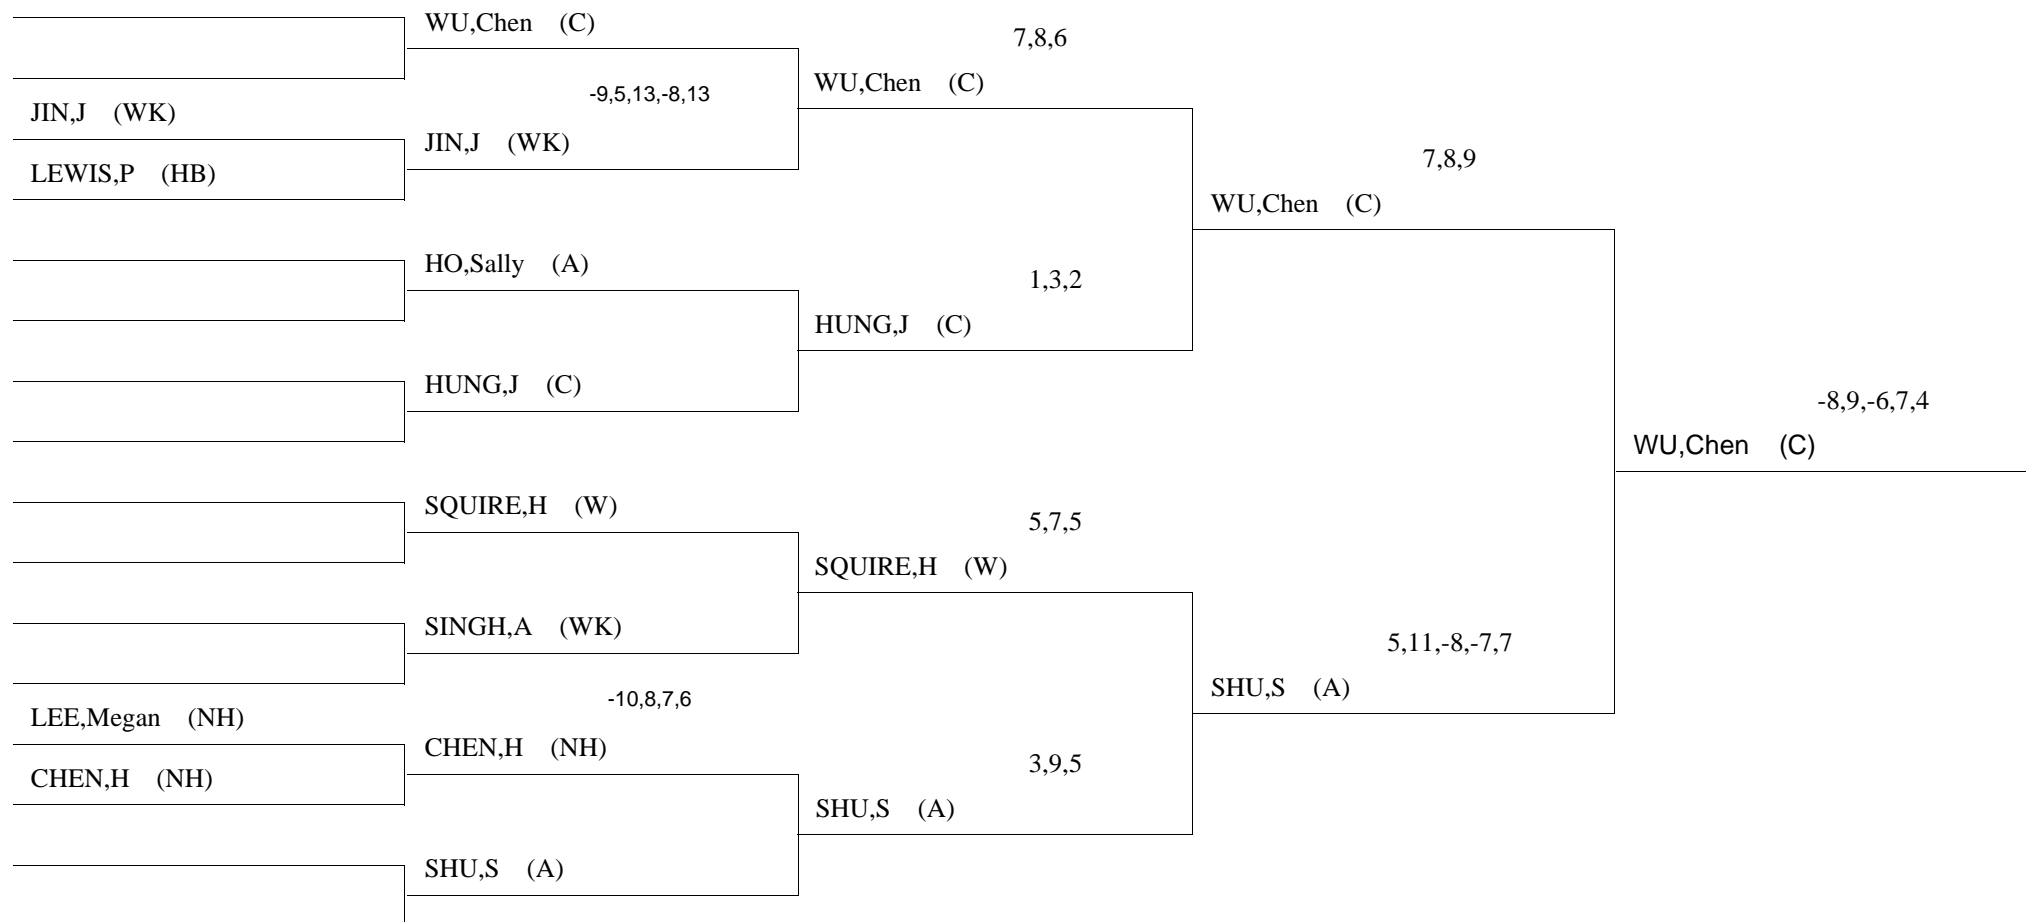 WU,Chen (C)
7,8,6
WU,Chen (C)
-9,5,13,-8,13
JIN,J (WK)
JIN,J (WK)
7,8,9
LEWIS,P (HB)
WU,Chen (C)
HO,Sally (A)
1,3,2
HUNG,J (C)
HUNG,J (C)
-8,9,-6,7,4
WU,Chen (C)
SQUIRE,H (W)
5,7,5
SQUIRE,H (W)
SINGH,A (WK)
5,11,-8,-7,7
SHU,S (A)
-10,8,7,6
LEE,Megan (NH)
CHEN,H (NH)
3,9,5
CHEN,H (NH)
SHU,S (A)
SHU,S (A)